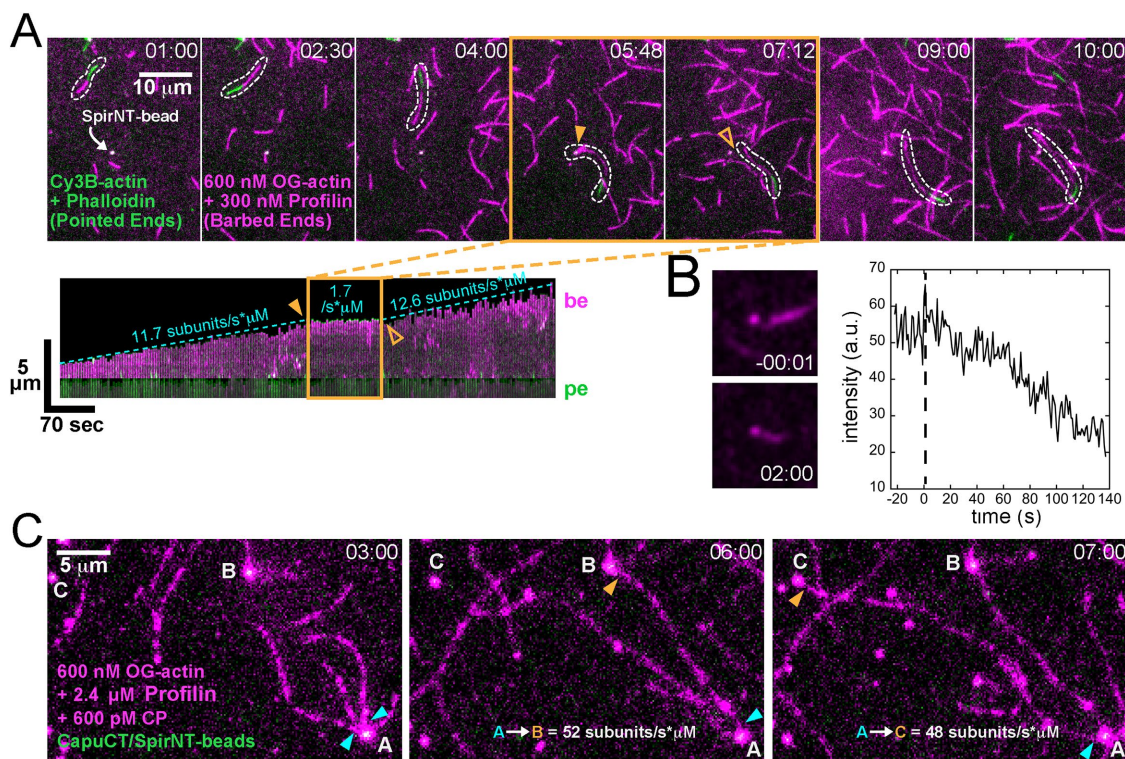 A
01:00
02:30
04:00
05:48
07:12
09:00
10:00
10 μm
SpirNT-bead
Cy3B-actin
+ Phalloidin
(Pointed Ends)
600 nM OG-actin
+ 300 nM Profilin
(Barbed Ends)
11.7 subunits/s*μM
1.7
/s*μM
12.6 subunits/s*μM
be
pe
5
μm
70 sec
B
-00:01
02:00
intensity (a.u.)
70
60
50
40
30
20
10
-20 0 20 40 60 80 100 120 140
time (s)
C
5 μm
03:00
C
B
A
600 nM OG-actin
+ 2.4 μM Profilin
+ 600 pM CP
CapuCT/SpirNT-beads
06:00
C
B
A
A B = 52 subunits/s*μM
07:00
C
B
A
A C = 48 subunits/s*μM